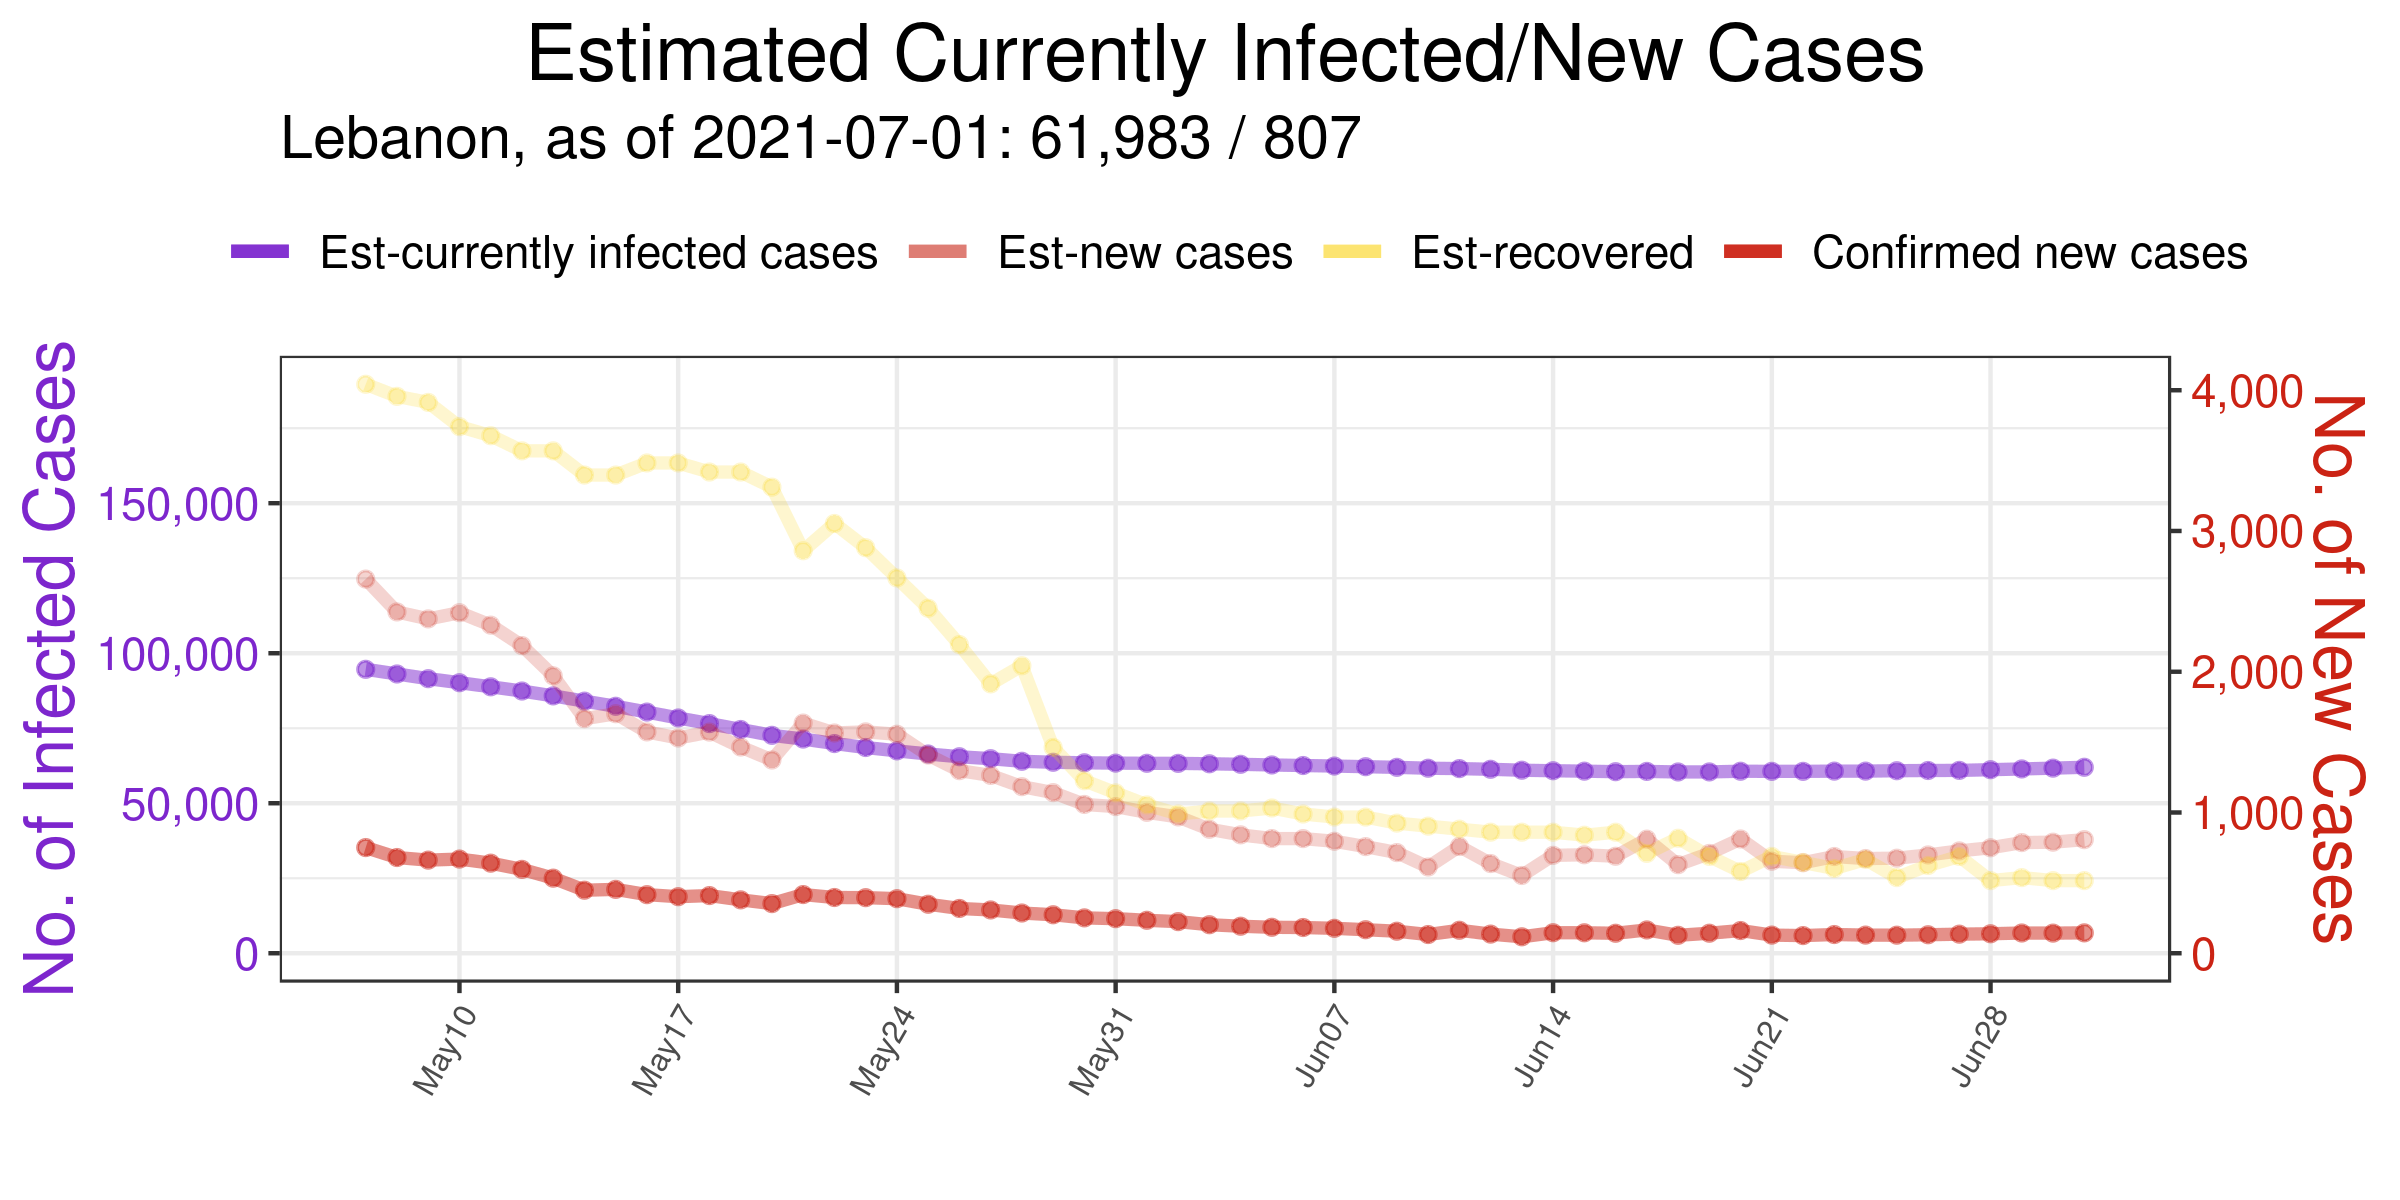 Estimated Currently Infected/New Cases
Lebanon, as of 2021-07-01: 61,983 / 807
Est-currently infected cases Est-new cases Est-recovered Confirmed new cases
No. of Infected Cases
150,000
100,000
50,000
0
4,000
3,000
2,000
1,000
0
No. of New Cases
May10 May17 May24 May31 Jun07 Jun14 Jun21 Jun28